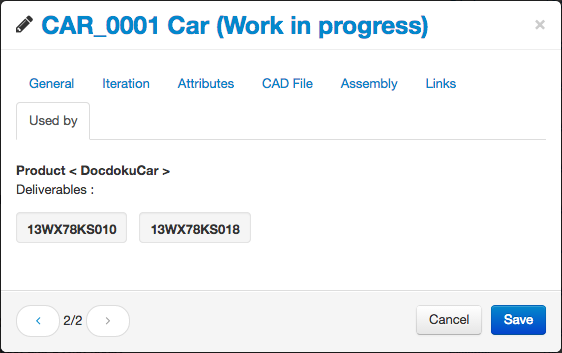 CAR_0001 Car (Work in progress)
×
General Iteration Attributes CAD File Assembly Links
Used by
Product < DocdokuCar >
Deliverables :
13WX78KS010 13WX78KS018
< 2/2 > Cancel Save